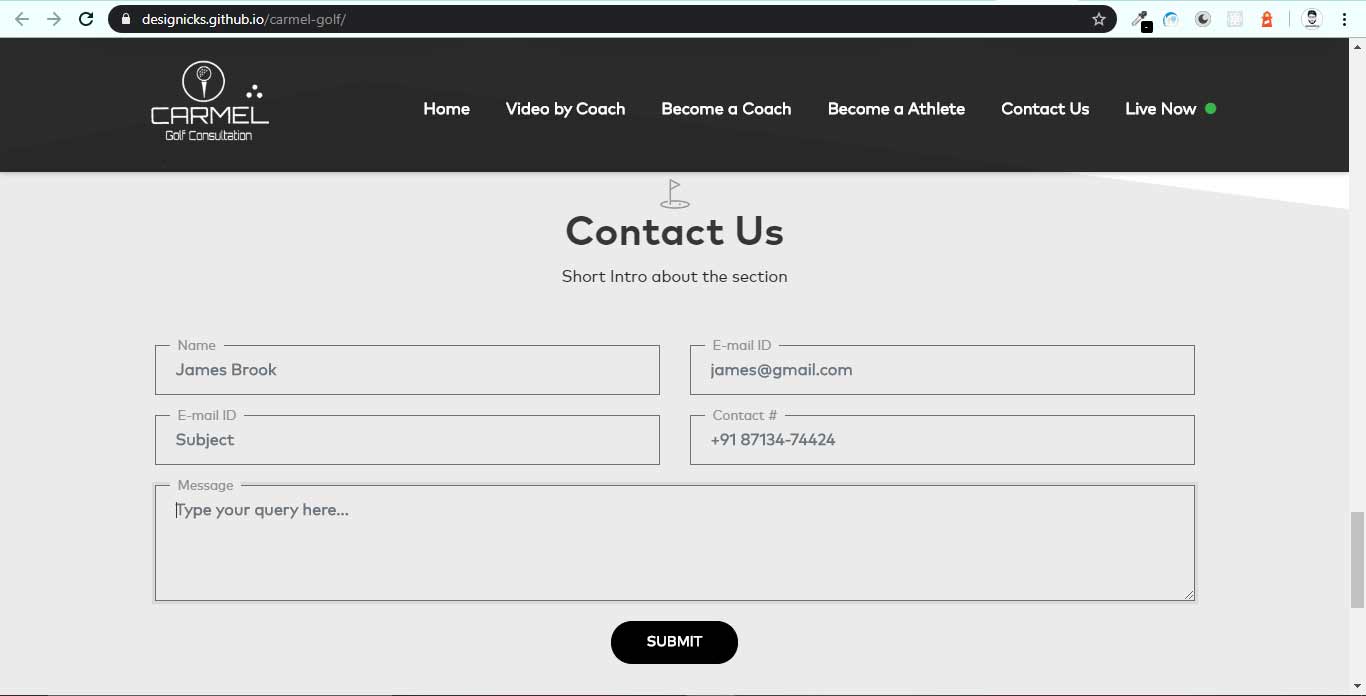 designicks.github.io/carmel-golf/
CARMEL
Golf Consultation
Home Video by Coach Become a Coach Become a Athlete Contact Us Live Now
Contact Us
Short Intro about the section
Name
James Brook
E-mail ID
james@gmail.com
E-mail ID
Subject
Contact #
+91 87134-74424
Message
Type your query here...
SUBMIT